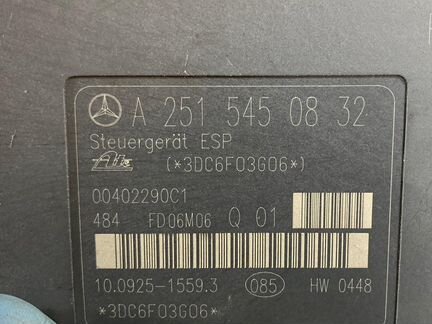 A 251 545 08 32
Steuergerät ESP
Ate (*3DC6F03G06*)
00402290C1
484 FD06M06 Q 01
10.0925-1559.3 085 HW 0448
*3DC6F03G06*